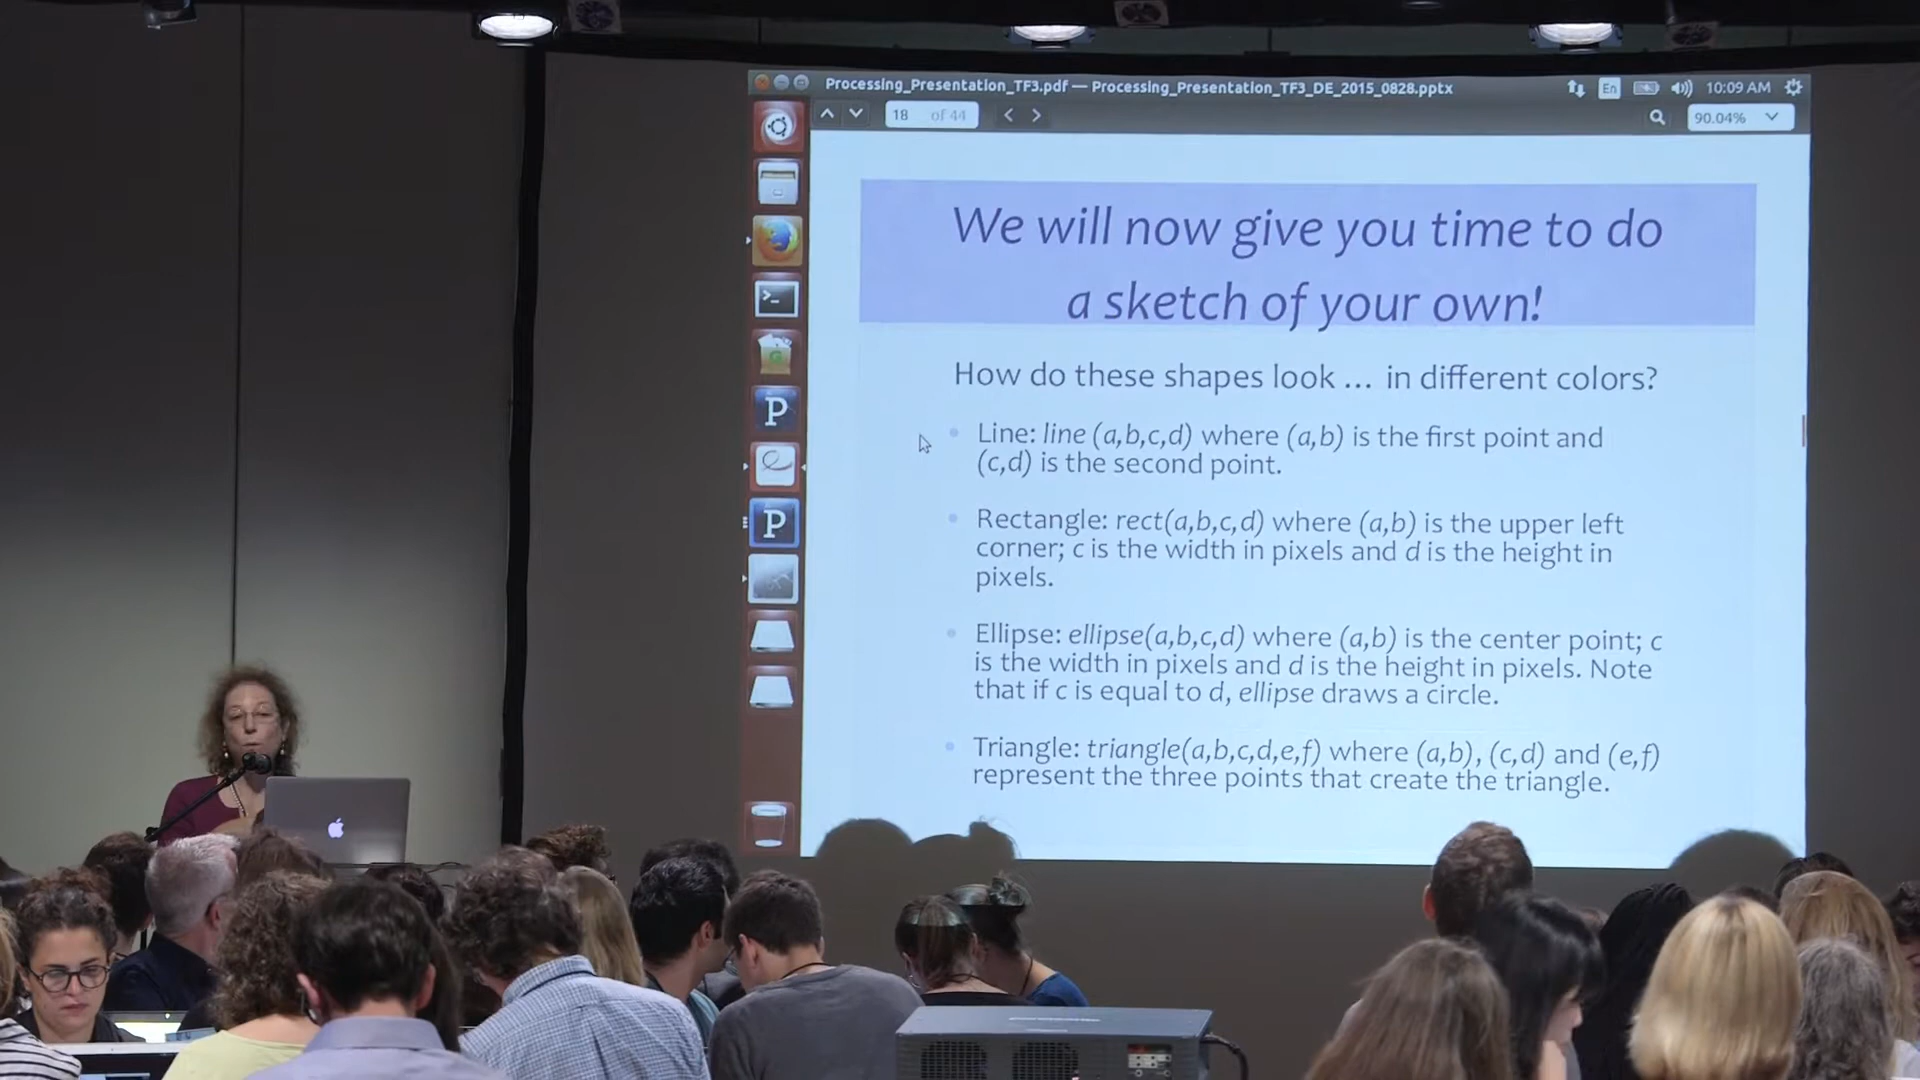 Processing_Presentation_TF3.pdf — Processing_Presentation_TF3_DE_2015_0828.pptx
En
10:09 AM
18 of 44
90.04%
We will now give you time to do
a sketch of your own!
How do these shapes look … in different colors?
Line: line (a,b,c,d) where (a,b) is the first point and
(c,d) is the second point.
Rectangle: rect(a,b,c,d) where (a,b) is the upper left
corner; c is the width in pixels and d is the height in
pixels.
Ellipse: ellipse(a,b,c,d) where (a,b) is the center point; c
is the width in pixels and d is the height in pixels. Note
that if c is equal to d, ellipse draws a circle.
Triangle: triangle(a,b,c,d,e,f) where (a,b), (c,d) and (e,f)
represent the three points that create the triangle.
P
P